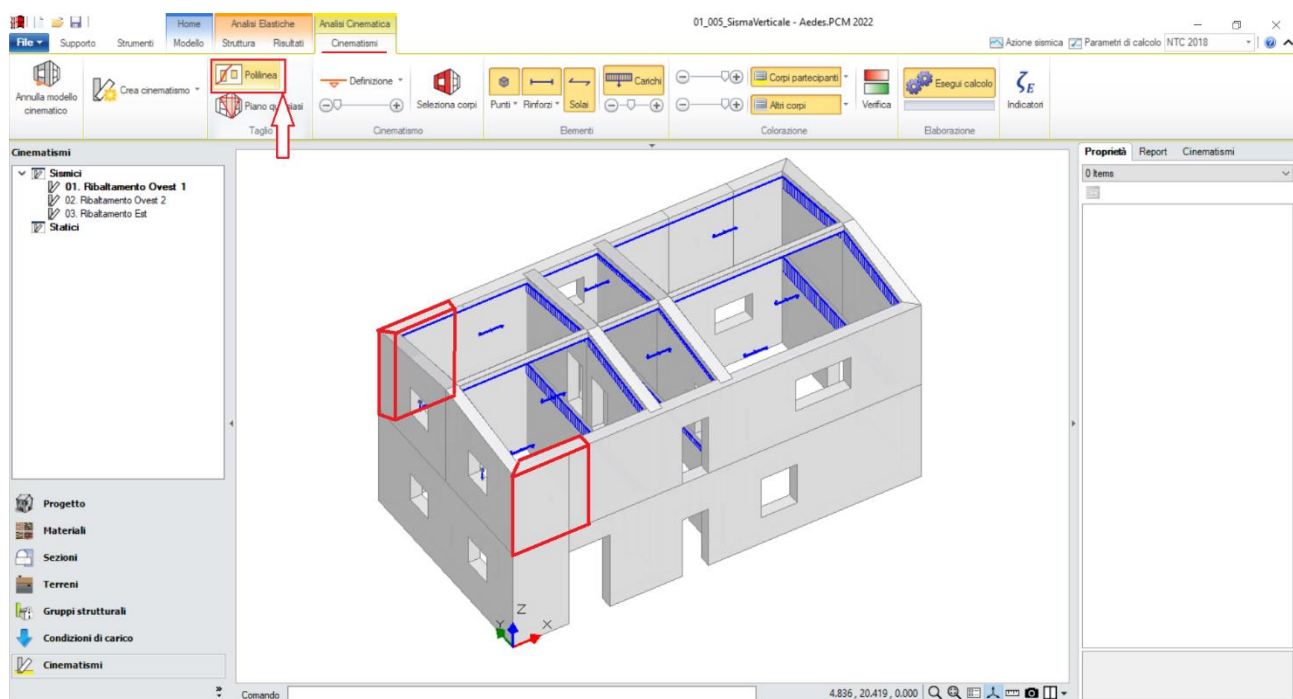 01_005_SismaVerticale - Aedes.PCM 2022
Home
Analisi Elastiche
Analisi Cinematica
File
Supporto
Strumenti
Modello
Struttura
Risultati
Cinematismi
Azione sismica
Parametri di calcolo
NTC 2018
Annulla modello
cinematico
Crea cinematismo
Polilinea
Taglio
Definizione
Seleziona corpi
Cinematismo
Punti
Rinforzi
Solai
Carichi
Elementi
Corpi partecipanti
Altri corpi
Colorazione
Verifica
Esegui calcolo
Elaborazione
ζE
Indicatori
Cinematismi
Sismici
01. Ribaltamento Ovest 1
02. Ribaltamento Ovest 2
03. Ribaltamento Est
Statici
Progetto
Materiali
Sezioni
Terreni
Gruppi strutturali
Condizioni di carico
Cinematismi
Z
Y
X
Proprietà
Report
Cinematismi
0 Items
Comando
4.836 , 20.419 , 0.000